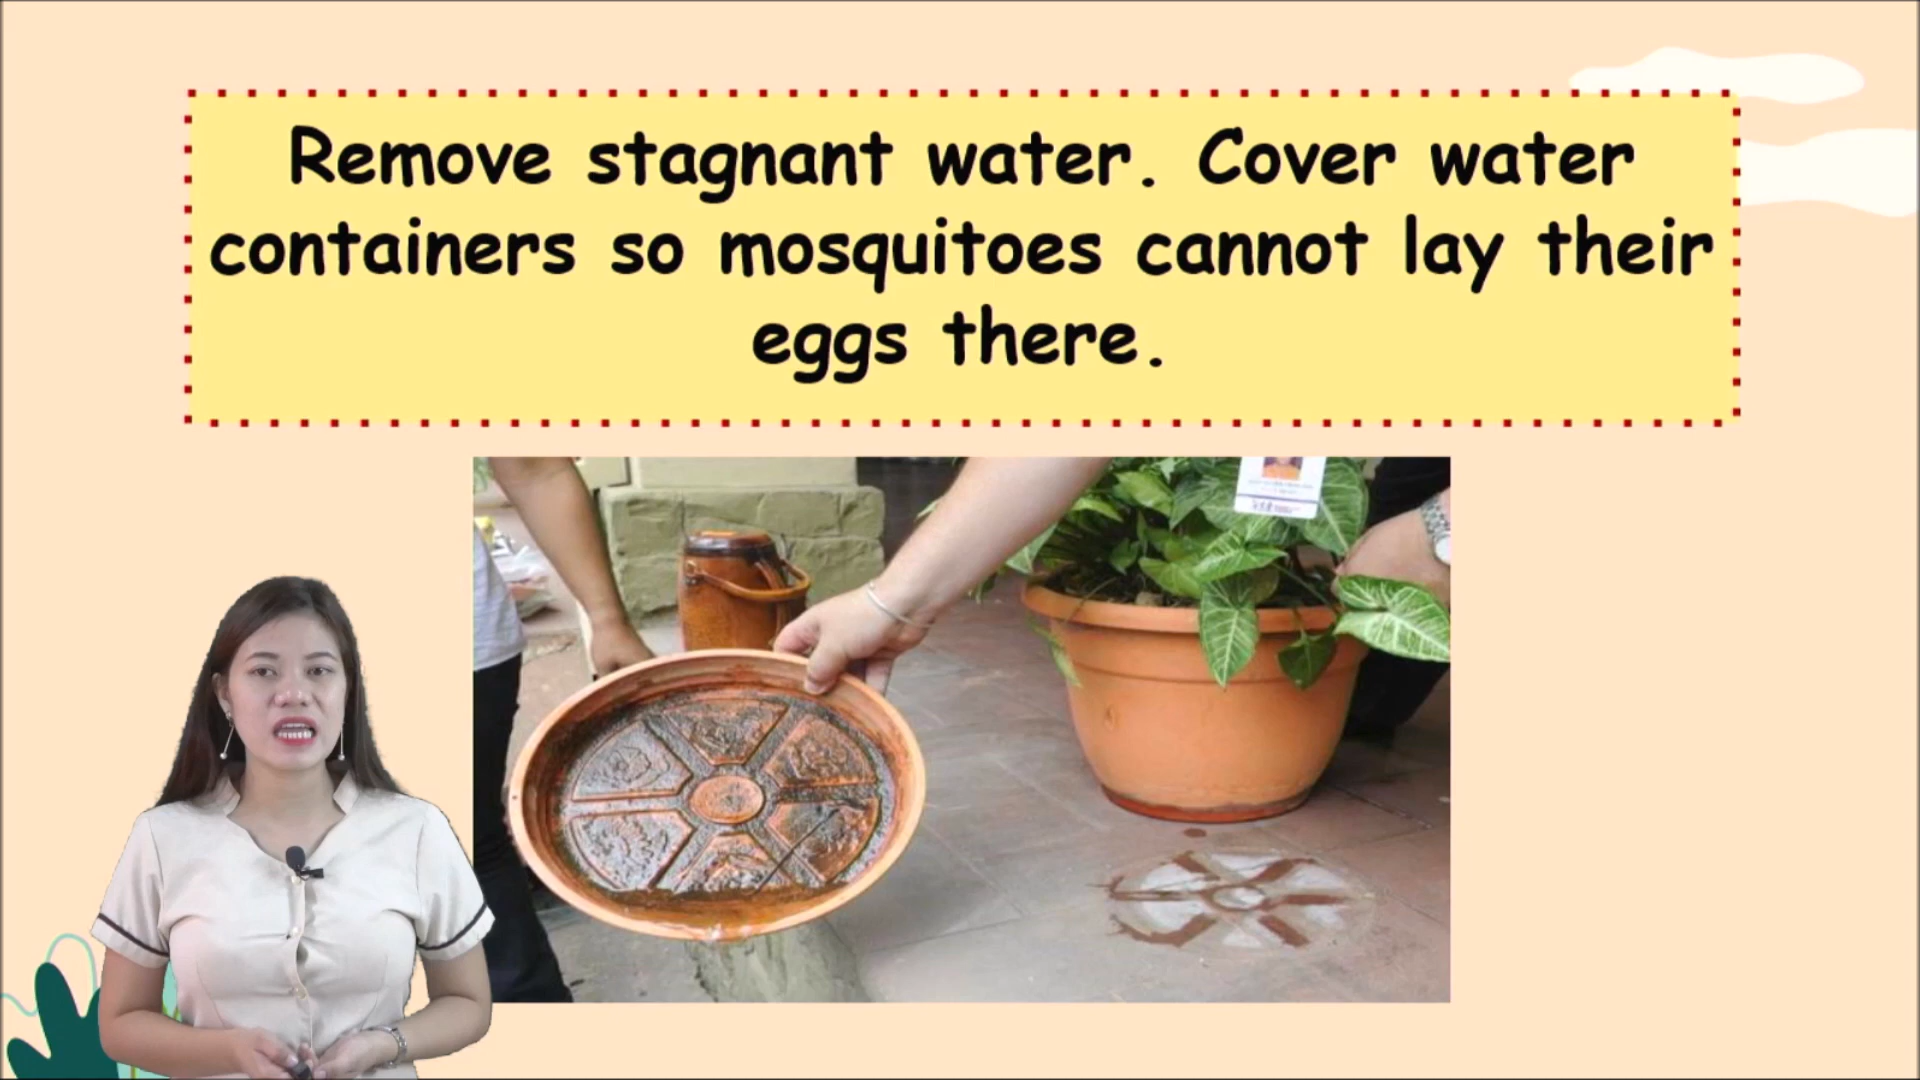 Remove stagnant water. Cover water
containers so mosquitoes cannot lay their
eggs there.